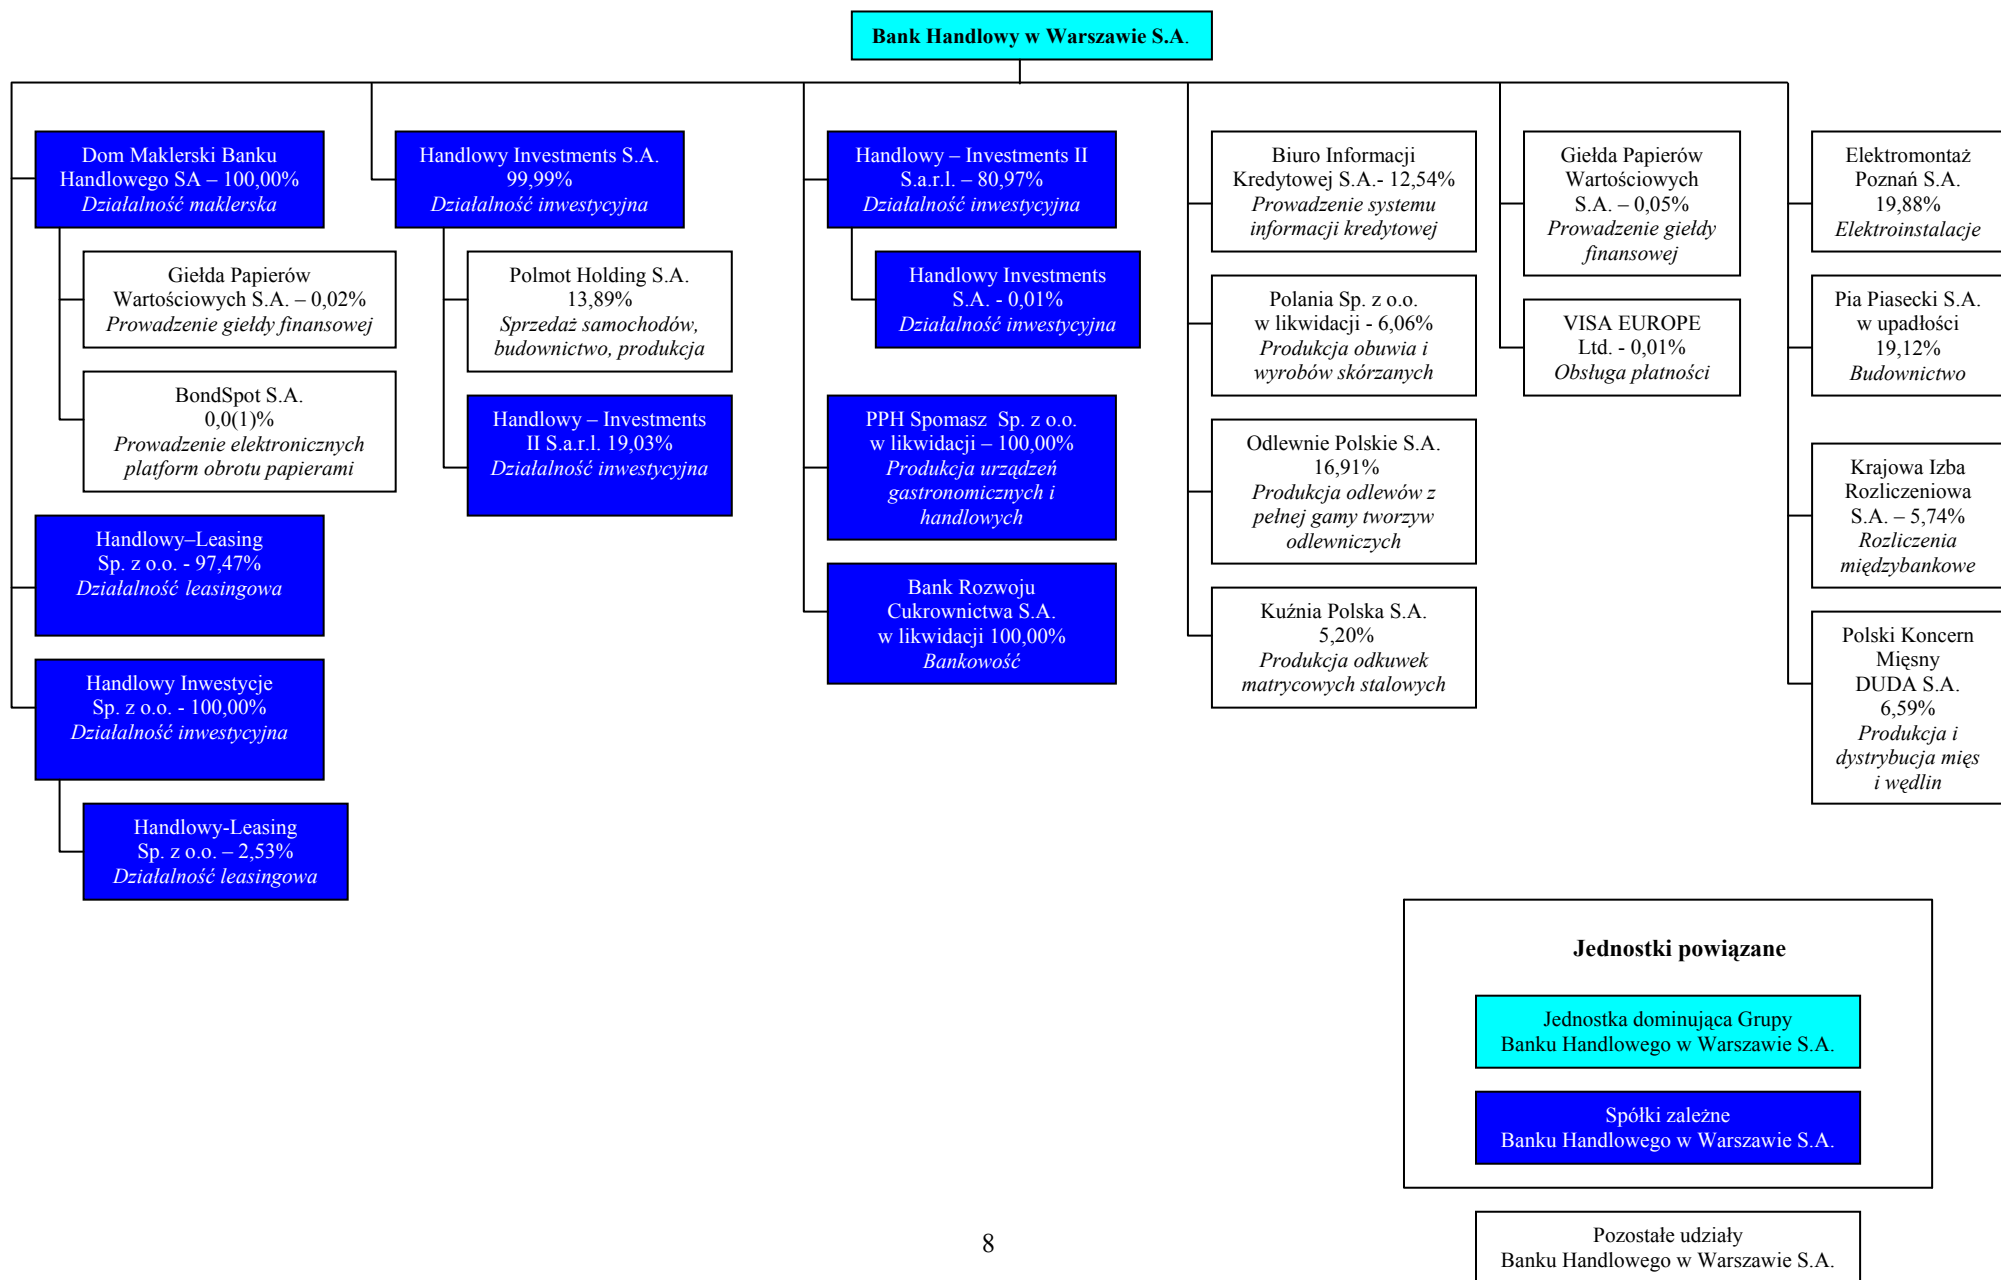 Bank Handlowy w Warszawie S.A.
Dom Maklerski Banku
Handlowego SA – 100,00%
Działalność maklerska
Giełda Papierów
Wartościowych S.A. – 0,02%
Prowadzenie giełdy finansowej
BondSpot S.A.
0,0(1)%
Prowadzenie elektronicznych
platform obrotu papierami
Handlowy–Leasing
Sp. z o.o. - 97,47%
Działalność leasingowa
Handlowy Inwestycje
Sp. z o.o. - 100,00%
Działalność inwestycyjna
Handlowy-Leasing
Sp. z o.o. – 2,53%
Działalność leasingowa
Handlowy Investments S.A.
99,99%
Działalność inwestycyjna
Polmot Holding S.A.
13,89%
Sprzedaż samochodów,
budownictwo, produkcja
Handlowy – Investments
II S.a.r.l. 19,03%
Działalność inwestycyjna
Handlowy – Investments II
S.a.r.l. – 80,97%
Działalność inwestycyjna
Handlowy Investments
S.A. - 0,01%
Działalność inwestycyjna
PPH Spomasz Sp. z o.o.
w likwidacji – 100,00%
Produkcja urządzeń
gastronomicznych i
handlowych
Bank Rozwoju
Cukrownictwa S.A.
w likwidacji 100,00%
Bankowość
Biuro Informacji
Kredytowej S.A.- 12,54%
Prowadzenie systemu
informacji kredytowej
Polania Sp. z o.o.
w likwidacji - 6,06%
Produkcja obuwia i
wyrobów skórzanych
Odlewnie Polskie S.A.
16,91%
Produkcja odlewów z
pełnej gamy tworzyw
odlewniczych
Kuźnia Polska S.A.
5,20%
Produkcja odkuwek
matrycowych stalowych
Giełda Papierów
Wartościowych
S.A. – 0,05%
Prowadzenie giełdy
finansowej
VISA EUROPE
Ltd. - 0,01%
Obsługa płatności
Elektromontaż
Poznań S.A.
19,88%
Elektroinstalacje
Pia Piasecki S.A.
w upadłości
19,12%
Budownictwo
Krajowa Izba
Rozliczeniowa
S.A. – 5,74%
Rozliczenia
międzybankowe
Polski Koncern
Mięsny
DUDA S.A.
6,59%
Produkcja i
dystrybucja mięs
i wędlin
Jednostki powiązane
Jednostka dominująca Grupy
Banku Handlowego w Warszawie S.A.
Spółki zależne
Banku Handlowego w Warszawie S.A.
Pozostałe udziały
Banku Handlowego w Warszawie S.A.
8